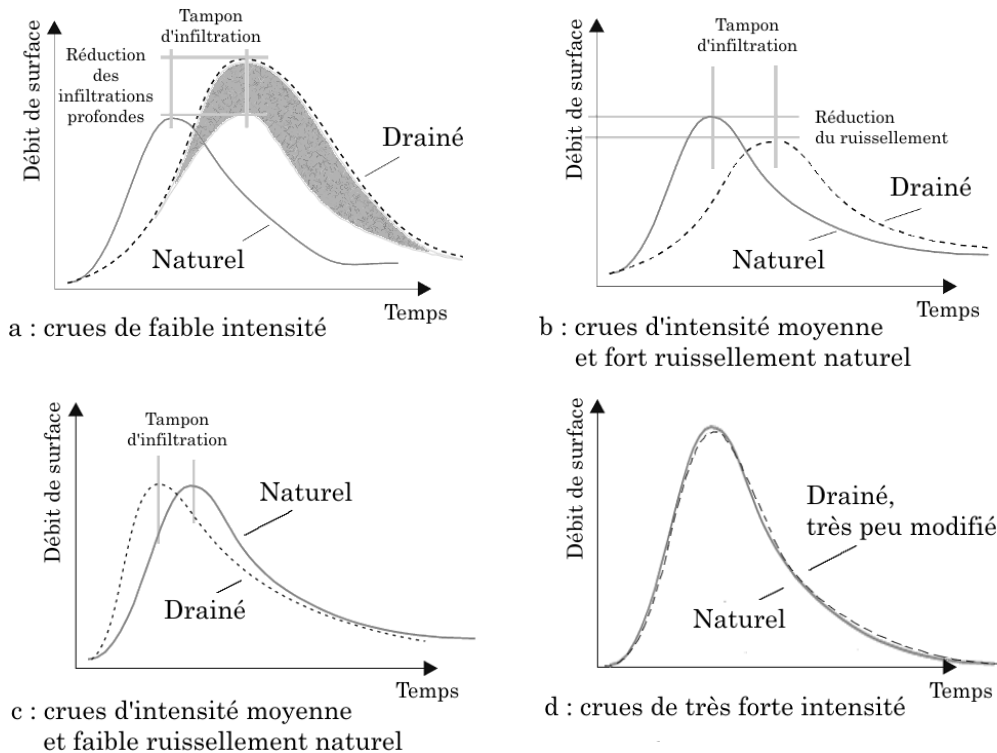 Débit de surface
Tampon
d'infiltration
Réduction
des
infiltrations
profondes
Drainé
Naturel
Temps
a : crues de faible intensité
Débit de surface
Tampon
d'infiltration
Réduction
du ruissellement
Drainé
Naturel
Temps
b : crues d'intensité moyenne
et fort ruissellement naturel
Débit de surface
Tampon
d'infiltration
Naturel
Drainé
Temps
c : crues d'intensité moyenne
et faible ruissellement naturel
Débit de surface
Drainé,
très peu modifié
Naturel
Temps
d : crues de très forte intensité